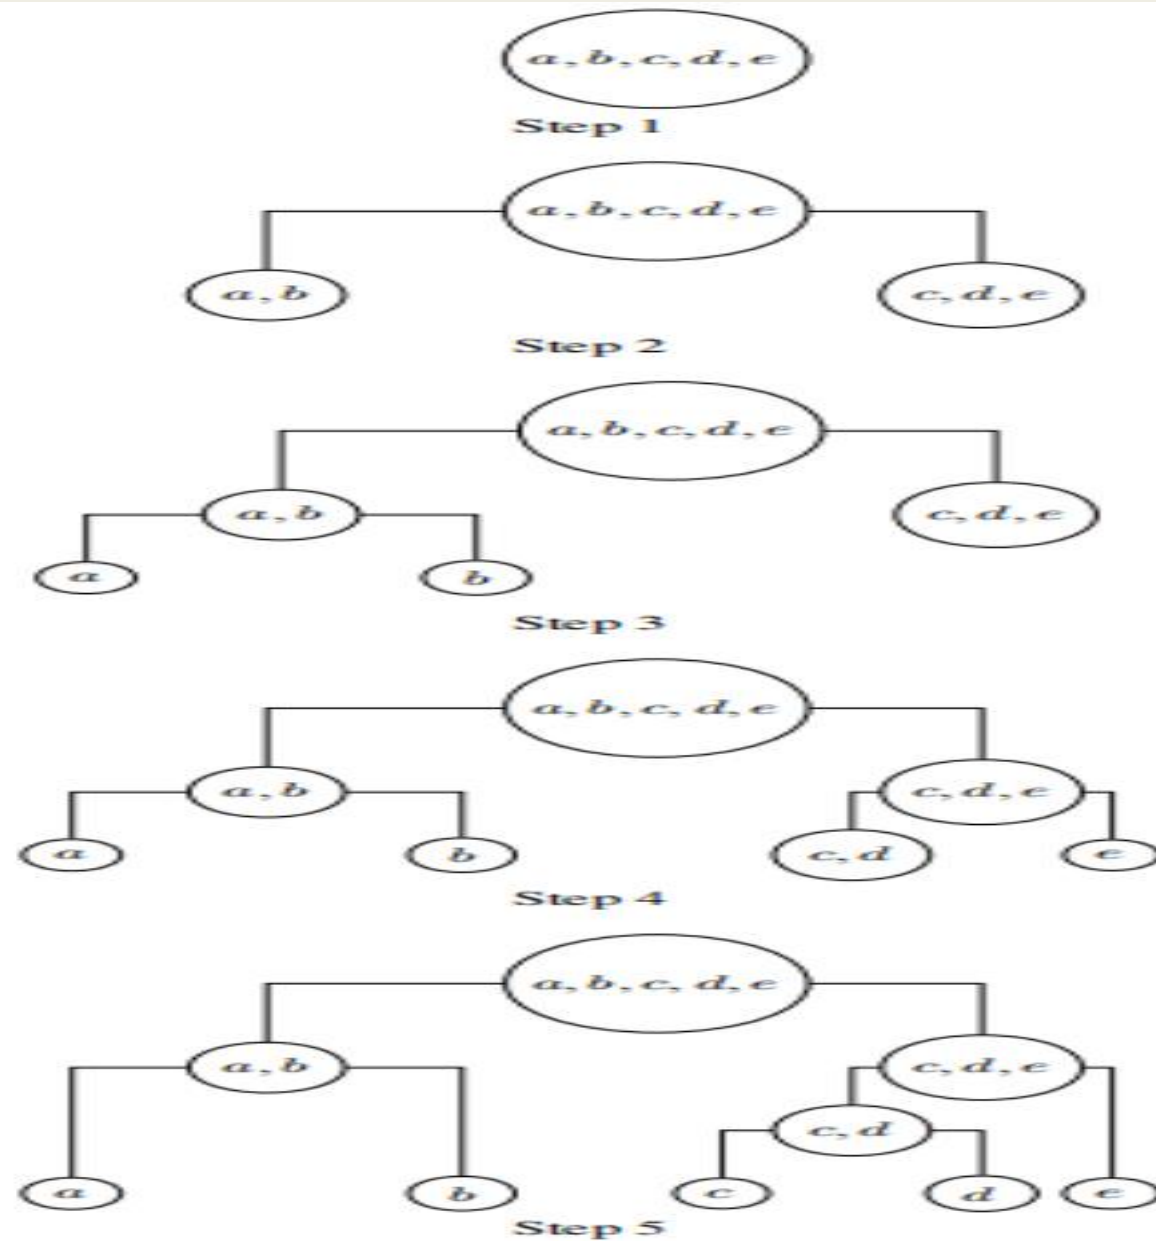 a, b, c, d, e
Step 1
a, b, c, d, e
a, b
c, d, e
Step 2
a, b, c, d, e
a, b
c, d, e
a
b
Step 3
a, b, c, d, e
a, b
c, d, e
a
b
c, d
e
Step 4
a, b, c, d, e
a, b
c, d, e
c, d
a
b
c
d
e
Step 5